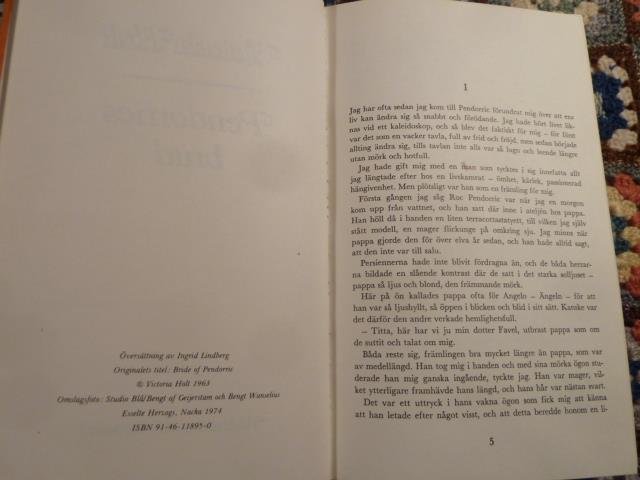 Översättning av Ingrid Lindberg
Originalets titel: Bride of Pendorric
© Victoria Holt 1963
Omslagsfoto: Studio Bld/Bengt af Geijerstam och Bengt Wanselius
Esselte Herzogs, Nacka 1974
ISBN 91-46-11895-0
1
Jag har ofta sedan jag kom till Pendorric förundrat mig över att ens
liv kan ändra sig så snabbt och förödande. Jag hade hört livet lik-
nas vid ett kaleidoskop, och så blev det faktiskt för mig – för först
var det som en vacker tavla, full av frid och fröjd, men sedan började
allting ändra sig, tills tavlan inte alls var så lugn och leende längre
utan mörk och hotfull.
Jag hade gift mig med en man som tycktes i sig innefatta allt
jag längtade efter hos en livskamrat – ömhet, kärlek, passionerad
hängivenhet. Men plötsligt var han som en främling för mig.
Första gången jag såg Roc Pendorric var när jag en morgon
kom upp från vattnet, och han satt där inne i ateljén hos pappa.
Han höll då i handen en liten terracottastatyett, till vilken jag själv
stått modell, en mager flickunge på omkring sju. Jag minns när
pappa gjorde den för över elva år sedan, och han hade alltid sagt,
att den inte var till salu.
Persiennerna hade inte blivit fördragna än, och de båda herrar-
na bildade en slående kontrast där de satt i det starka solljuset –
pappa så ljus och blond, den främmande mörk.
Här på ön kallades pappa ofta för Angelo – Ängeln – för att
han var så ljushyllt, så öppen i blicken och blid i sitt sätt. Kanske var
det därför den andre verkade hemlighetsfull.
– Titta, här har vi ju min dotter Favel, utbrast pappa som om
de suttit och talat om mig.
Båda reste sig, främlingen bra mycket längre än pappa, som var
av medellängd. Han tog mig i handen och med sina mörka ögon stu-
derade han mig ganska ingående, tyckte jag. Han var mager, vil-
ket ytterligare framhävde hans längd, och hans hår var nästan svart.
Det var ett uttryck i hans vakna ögon som fick mig att känna
att han letade efter något visst, och att detta beredde honom en li-
5